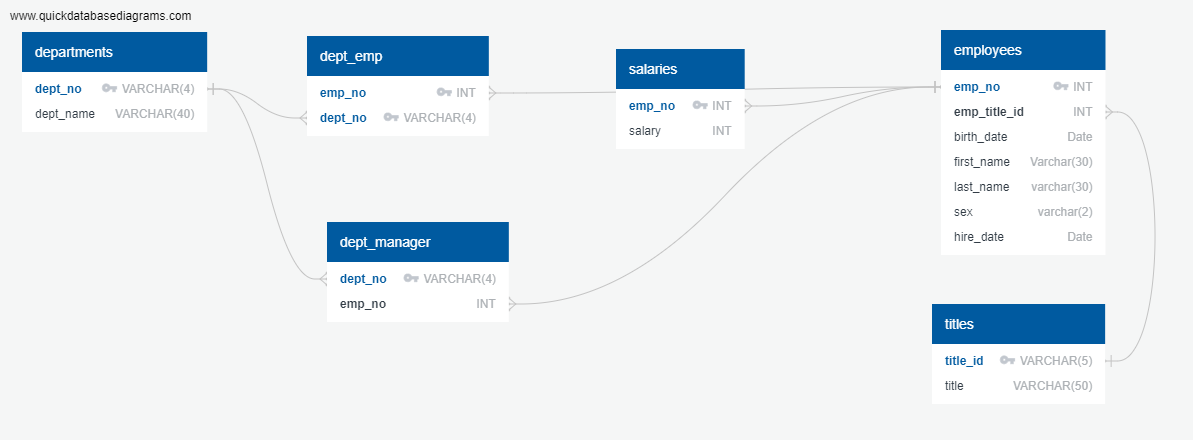 www.quickdatabasediagrams.com
departments
dept_no VARCHAR(4)
dept_name VARCHAR(40)
dept_emp
emp_no INT
dept_no VARCHAR(4)
salaries
emp_no INT
salary INT
employees
emp_no INT
emp_title_id INT
birth_date Date
first_name Varchar(30)
last_name varchar(30)
sex varchar(2)
hire_date Date
dept_manager
dept_no VARCHAR(4)
emp_no INT
titles
title_id VARCHAR(5)
title VARCHAR(50)